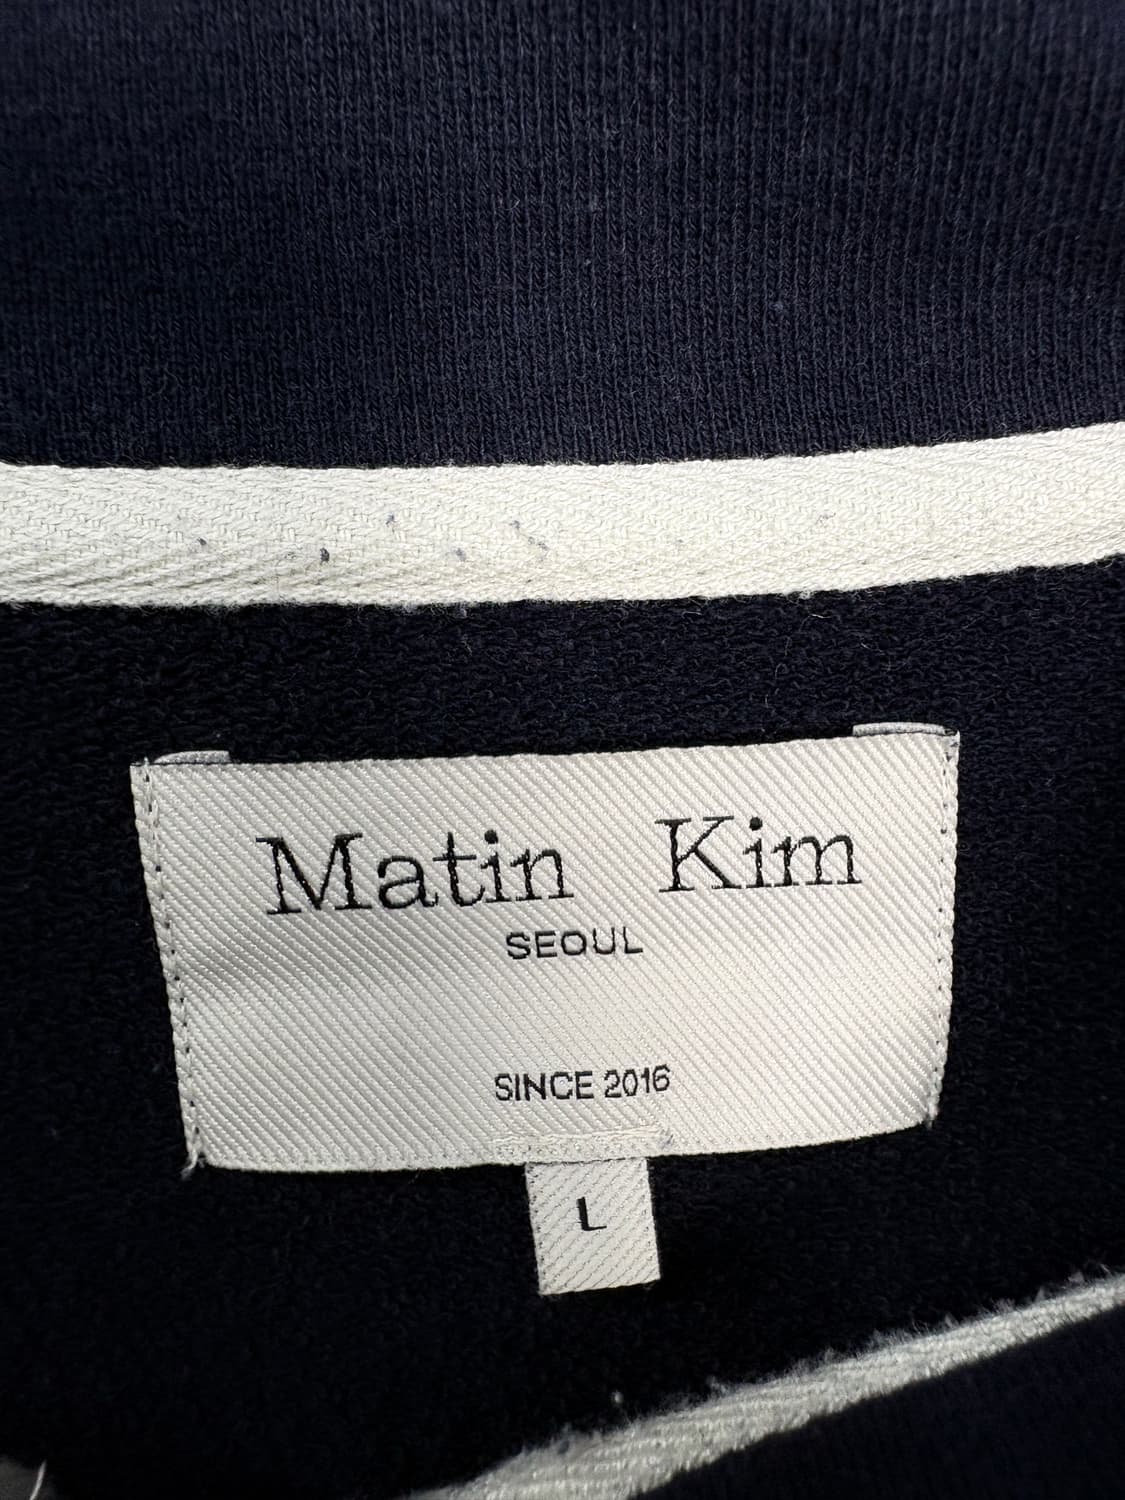 Matin Kim
SEOUL
SINCE 2016
L